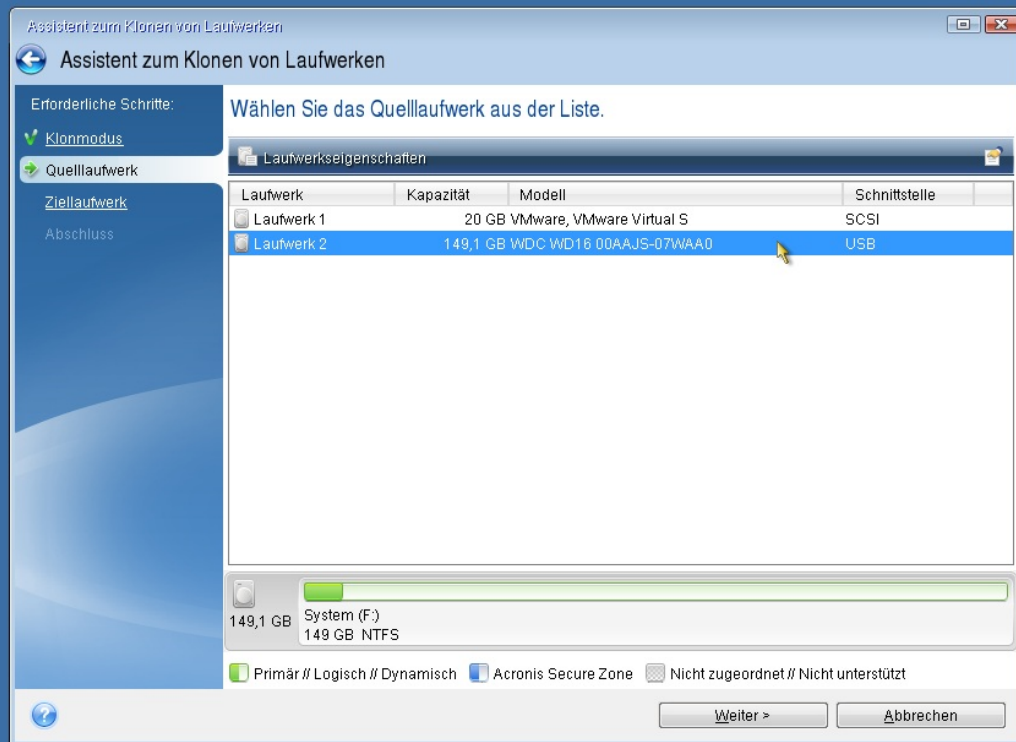 Assistent zum Klonen von Laufwerken
Assistent zum Klonen von Laufwerken
Erforderliche Schritte:
Klonmodus
Quelllaufwerk
Ziellaufwerk
Abschluss
Wählen Sie das Quelllaufwerk aus der Liste.
Laufwerkseigenschaften
Laufwerk Kapazität Modell Schnittstelle
Laufwerk 1 20 GB VMware, VMware Virtual S SCSI
Laufwerk 2 149,1 GB WDC WD16 00AAJS-07WAA0 USB
149,1 GB
System (F:)
149 GB NTFS
Primär // Logisch // Dynamisch Acronis Secure Zone Nicht zugeordnet // Nicht unterstützt
Weiter > Abbrechen